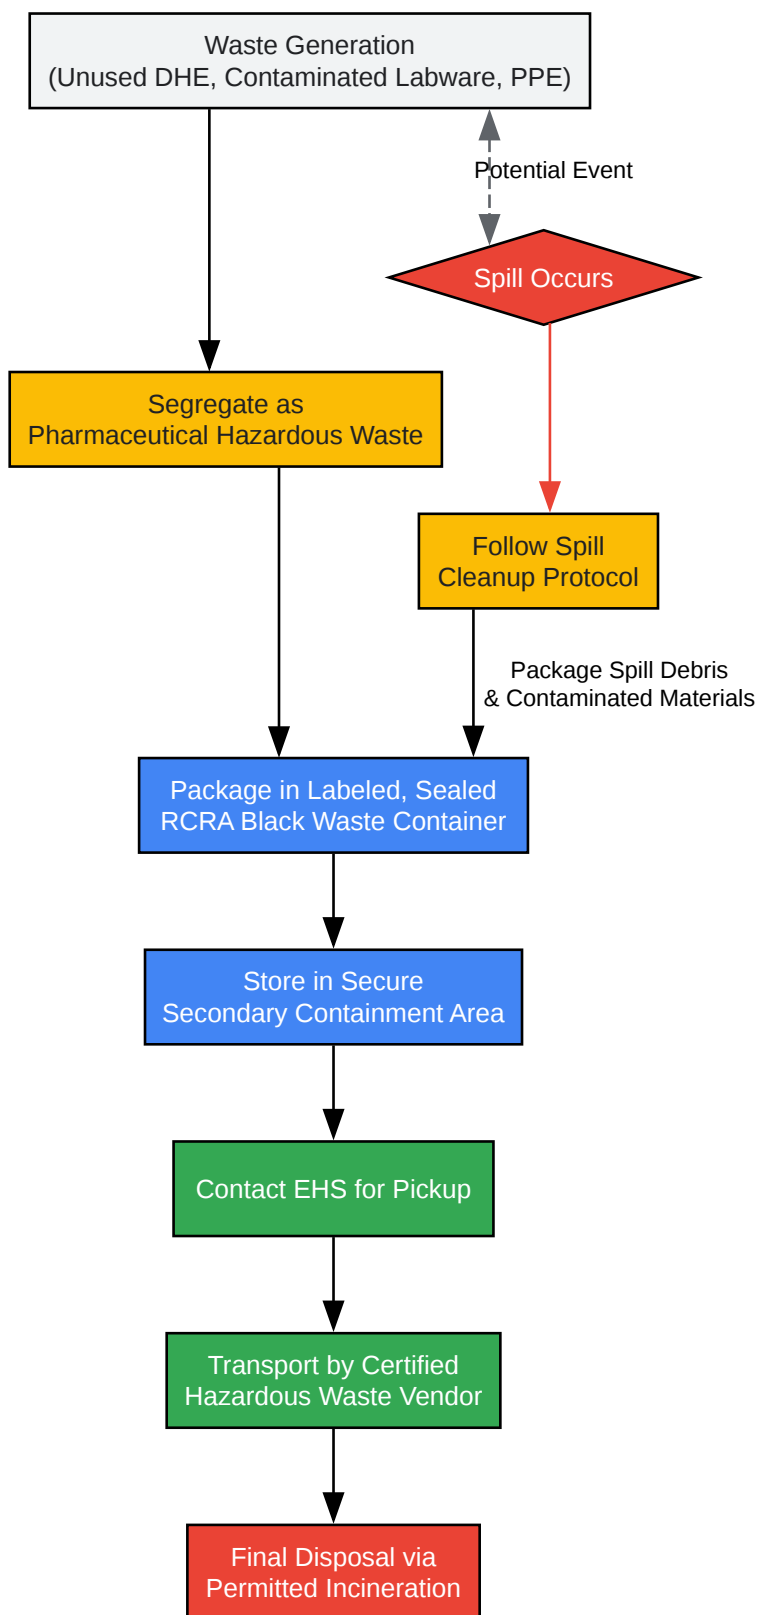 Waste Generation
(Unused DHE, Contaminated Labware, PPE)
Potential Event
Spill Occurs
Segregate as
Pharmaceutical Hazardous Waste
Follow Spill
Cleanup Protocol
Package Spill Debris
& Contaminated Materials
Package in Labeled, Sealed
RCRA Black Waste Container
Store in Secure
Secondary Containment Area
Contact EHS for Pickup
Transport by Certified
Hazardous Waste Vendor
Final Disposal via
Permitted Incineration